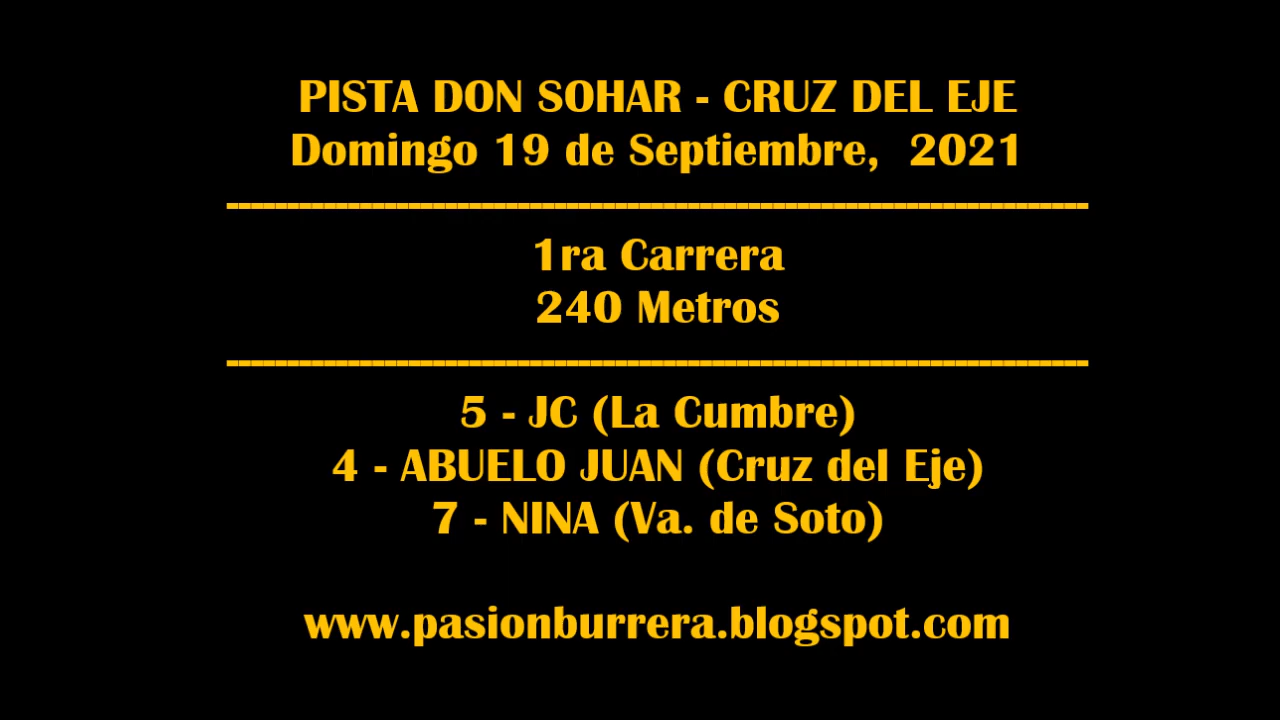 PISTA DON SOHAR - CRUZ DEL EJE
Domingo 19 de Septiembre,  2021
1ra Carrera
240 Metros
5 - JC (La Cumbre)
4 - ABUELO JUAN (Cruz del Eje)
7 - NINA (Va. de Soto)
www.pasionburrera.blogspot.com